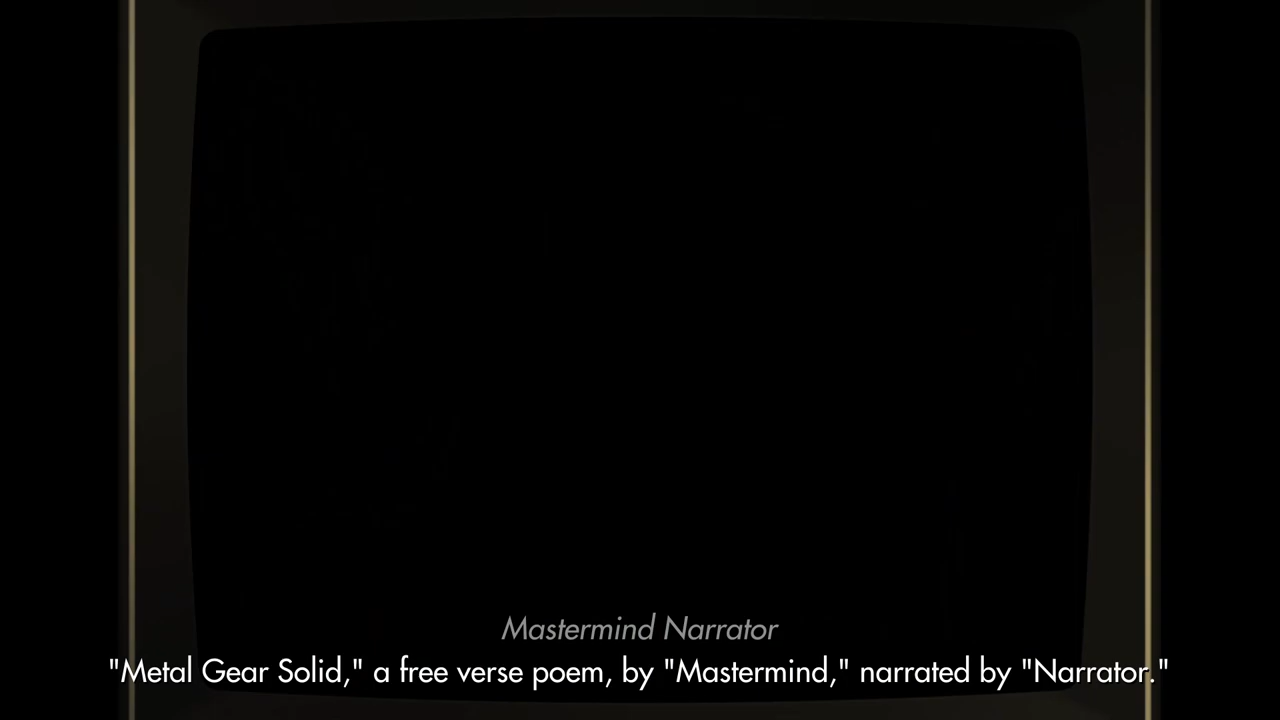 Mastermind Narrator
"Metal Gear Solid," a free verse poem, by "Mastermind," narrated by "Narrator."